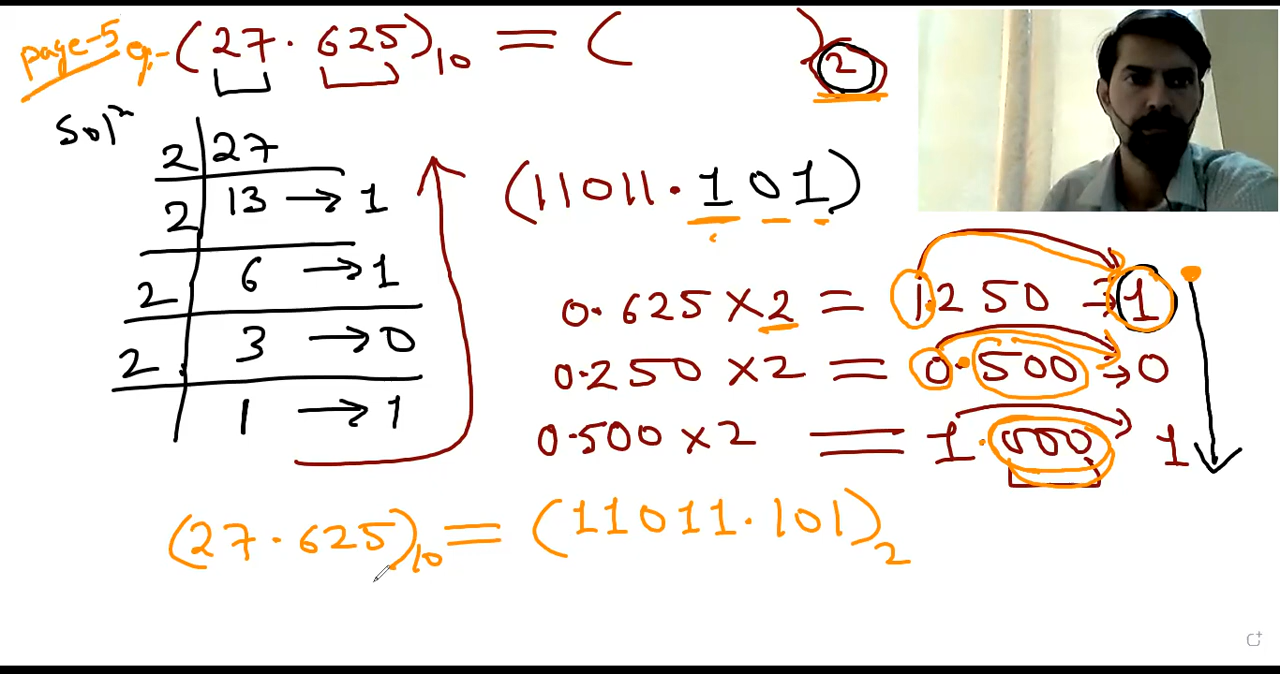 page-5 eg:- (27.625)10 = ( )2
Solⁿ
2 | 27
2 | 13 → 1
2 | 6 → 1
2 | 3 → 0
1 → 1
(11011.101)
0.625 × 2 = 1.250 → 1
0.250 × 2 = 0.500 → 0
0.500 × 2 = 1.000 1
(27.625)10 = (11011.101)2